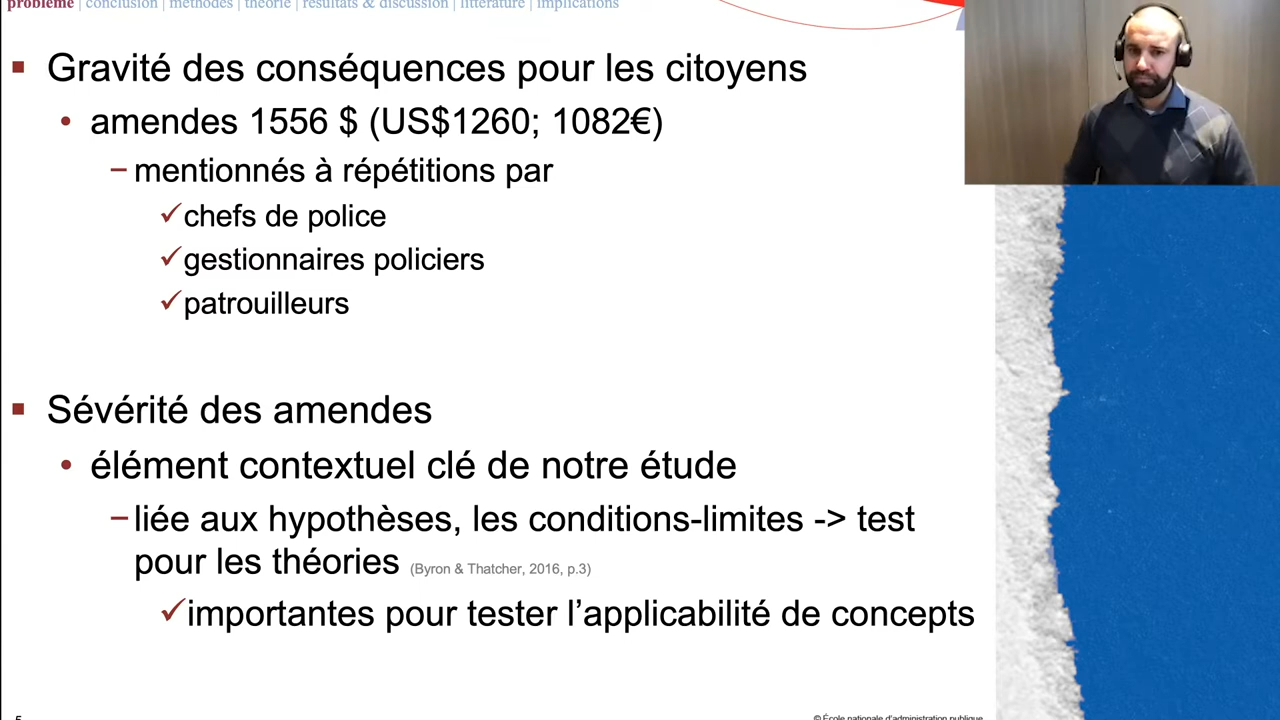 problème | conclusion | méthodes | théorie | résultats & discussion | littérature | implications
▪ Gravité des conséquences pour les citoyens
• amendes 1556 $ (US$1260; 1082€)
− mentionnés à répétitions par
✓chefs de police
✓gestionnaires policiers
✓patrouilleurs
▪ Sévérité des amendes
• élément contextuel clé de notre étude
−liée aux hypothèses, les conditions-limites -> test
pour les théories (Byron & Thatcher, 2016, p.3)
✓importantes pour tester l’applicabilité de concepts
5
© École nationale d’administration publique